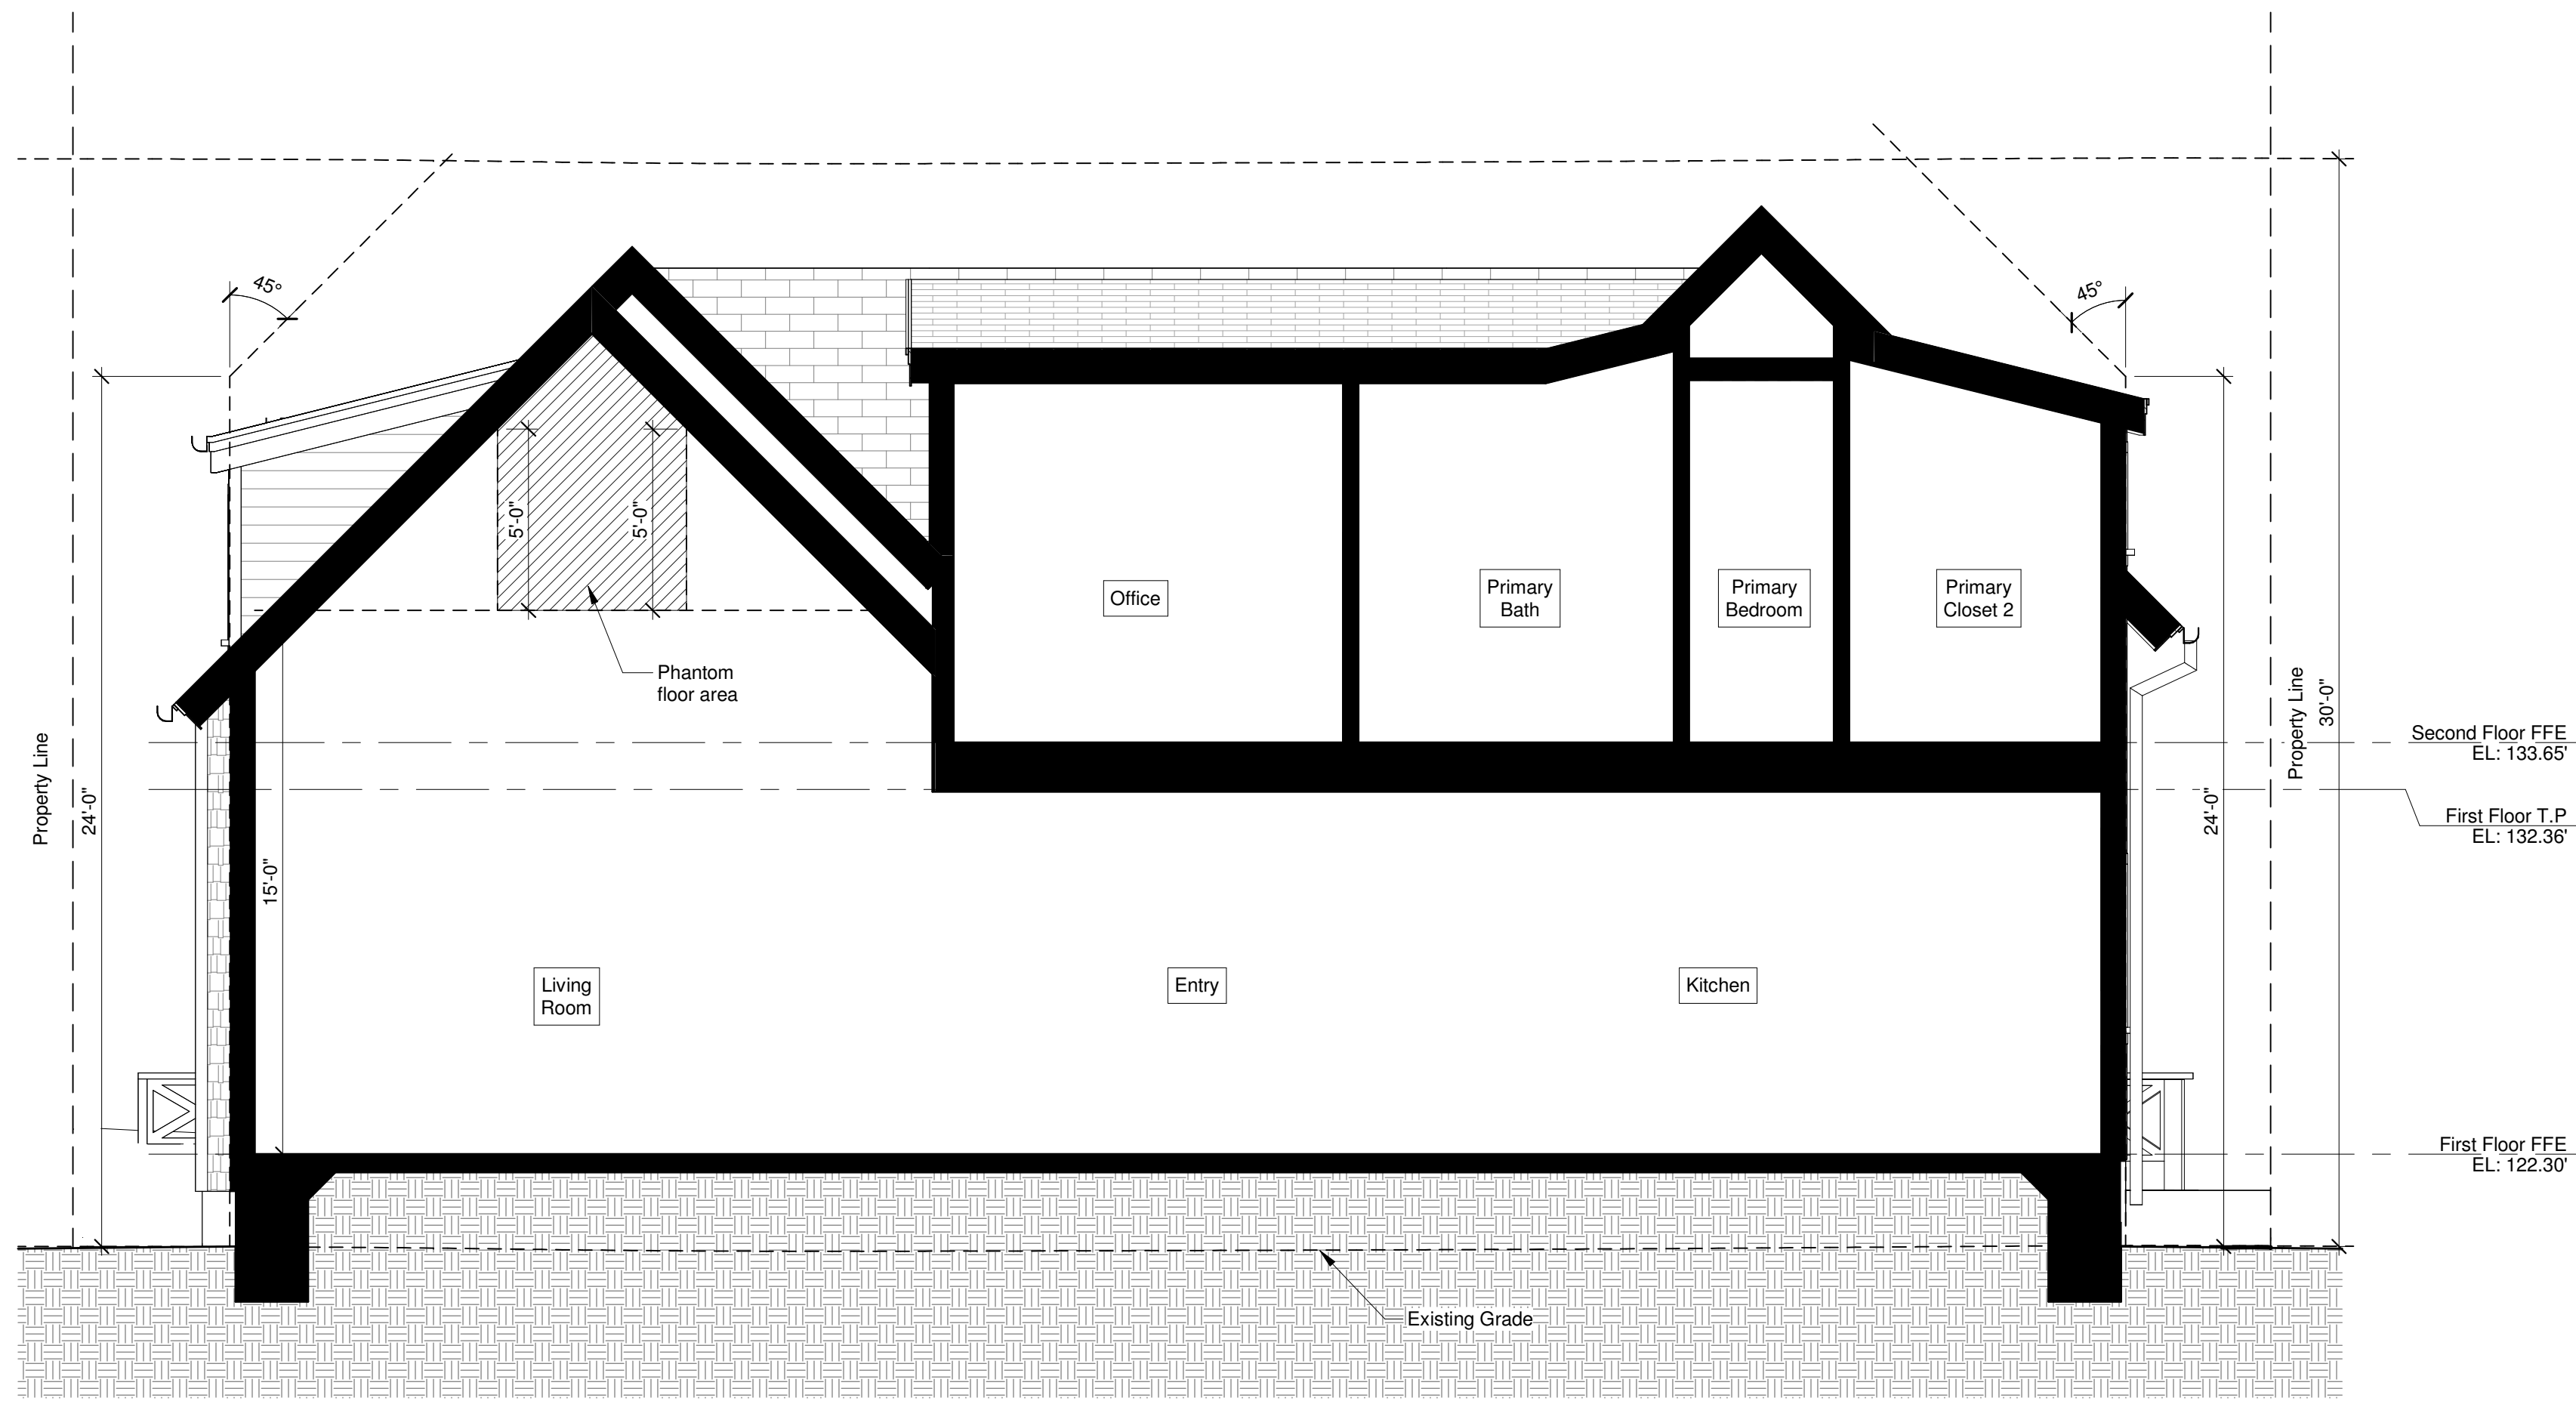 45°
45°
5'-0"
5'-0"
Office
Primary
Bath
Primary
Bedroom
Primary
Closet 2
Phantom
floor area
Property Line
24'-0"
15'-0"
24'-0"
Property Line
30'-0"
Second Floor FFE
EL: 133.65'
First Floor T.P
EL: 132.36'
Living
Room
Entry
Kitchen
First Floor FFE
EL: 122.30'
Existing Grade